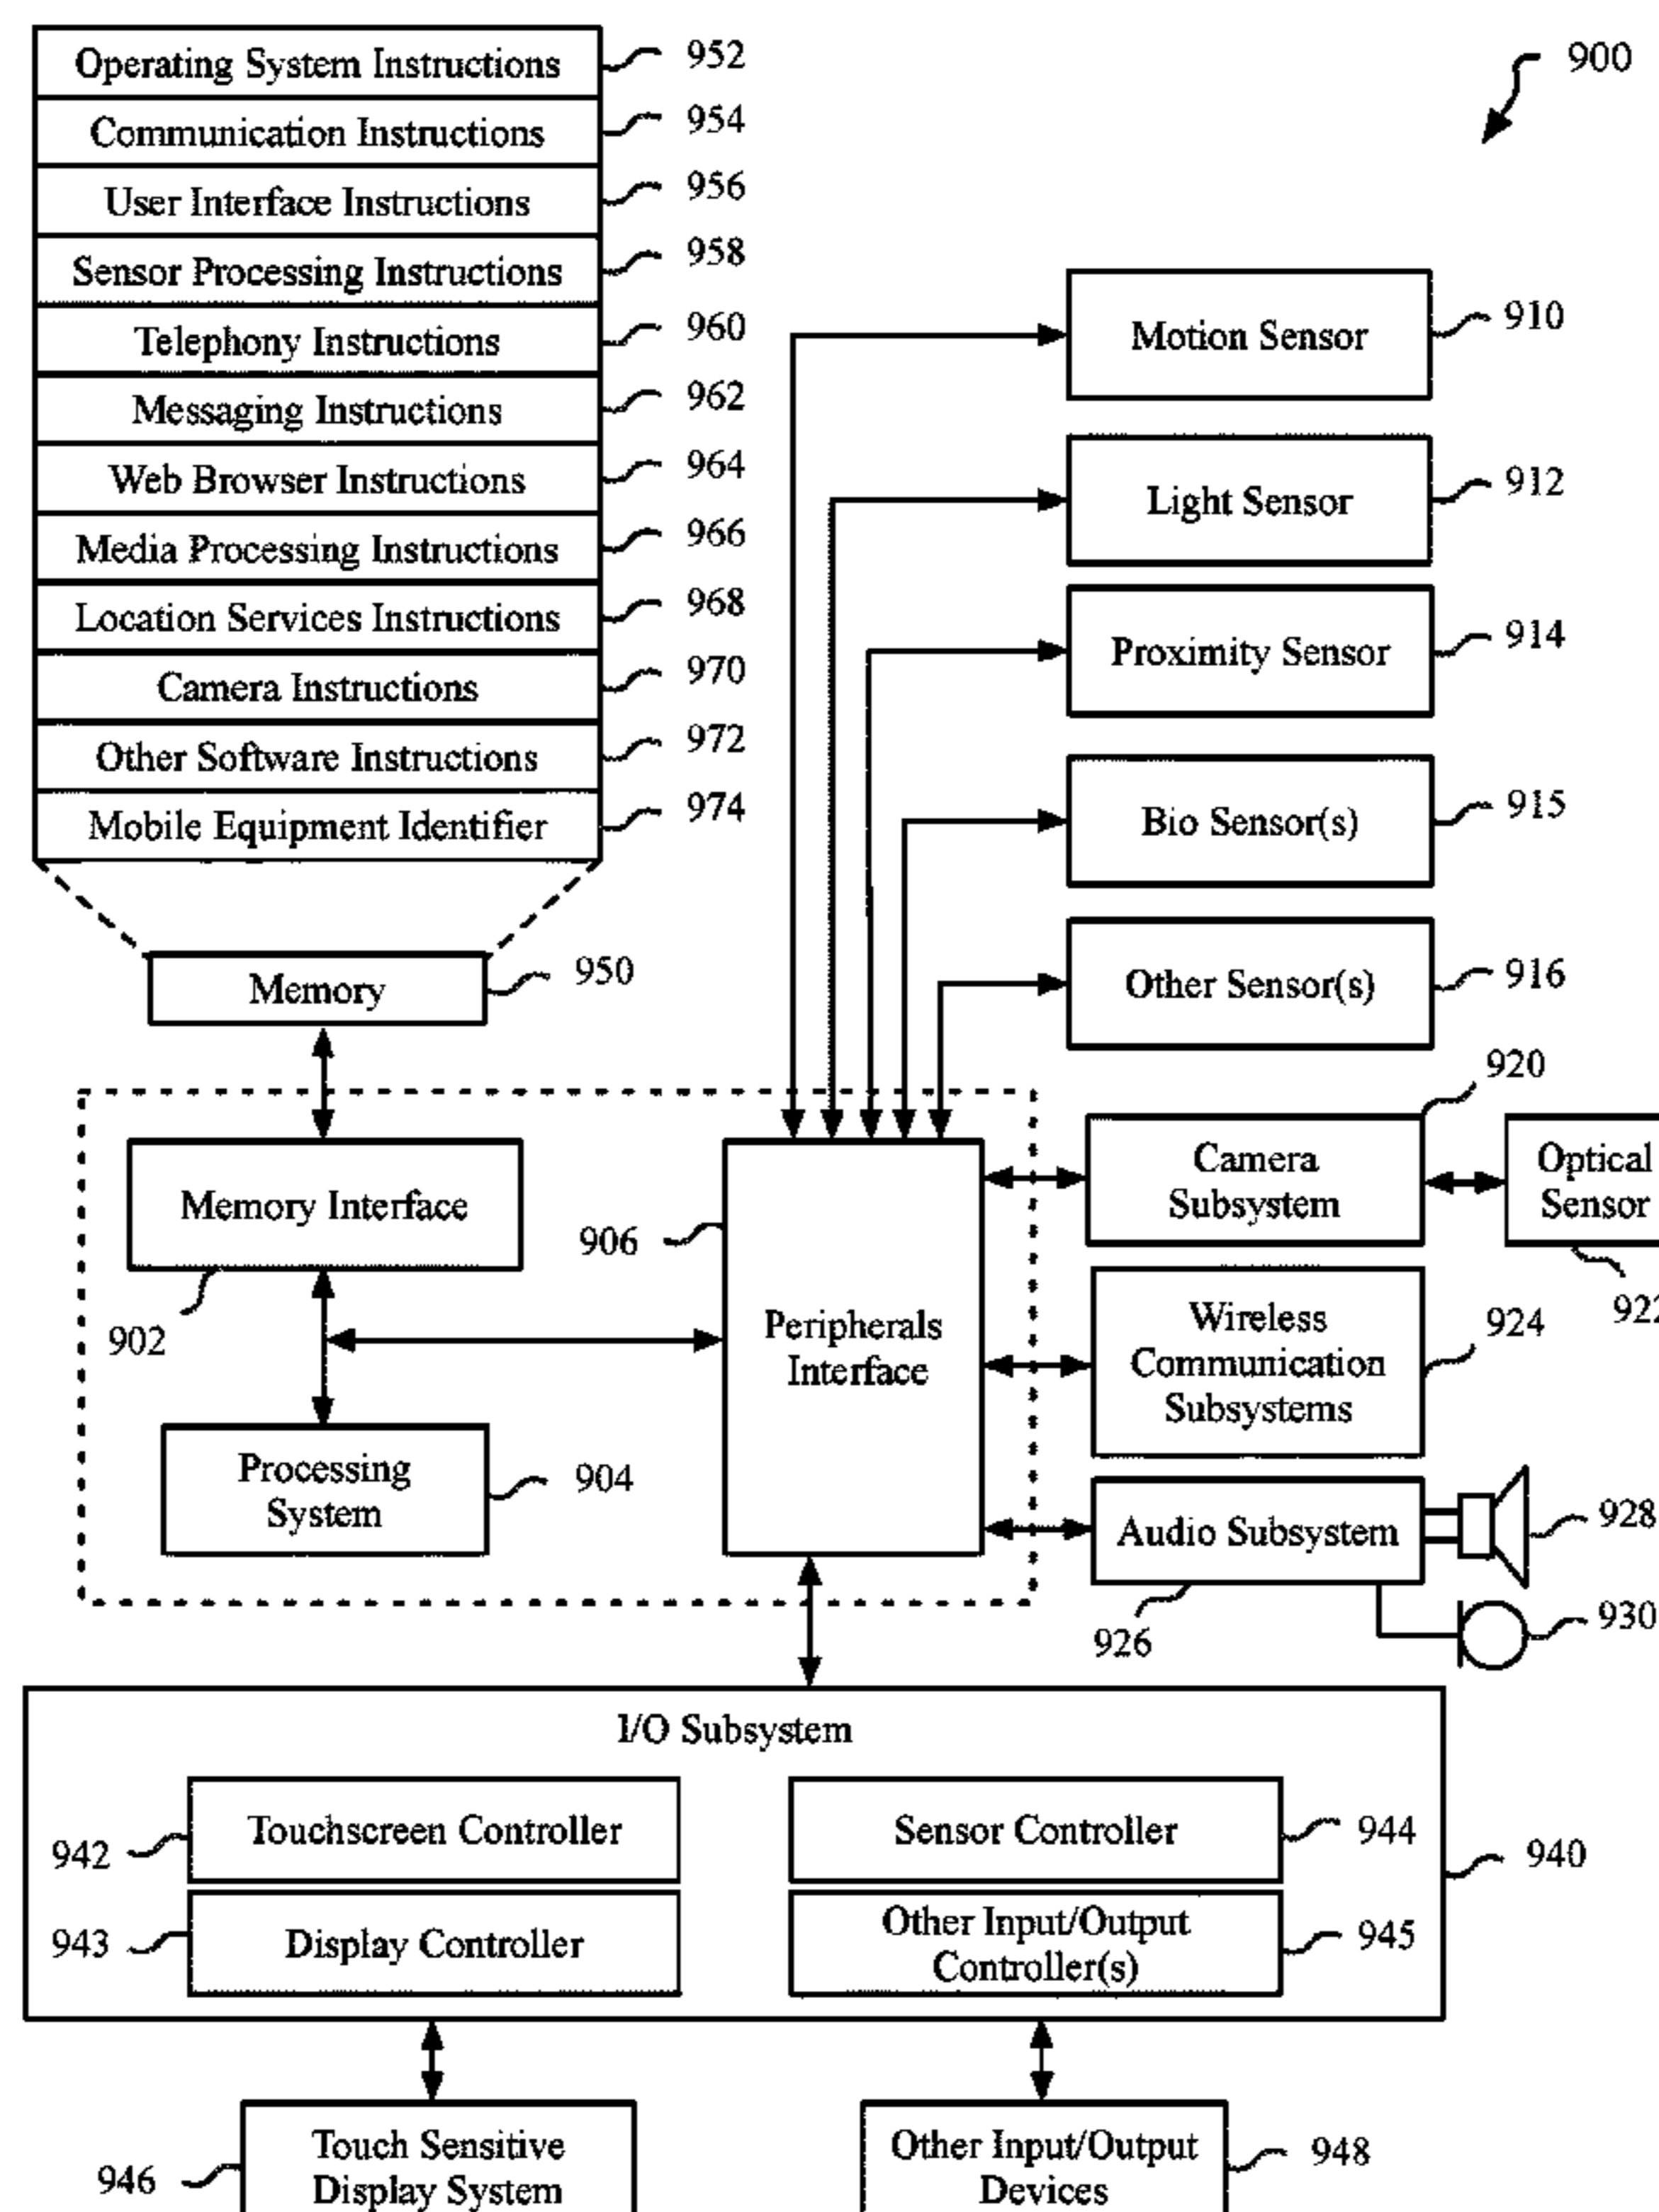 900
Operating System Instructions 952
Communication Instructions 954
User Interface Instructions 956
Sensor Processing Instructions 958
Telephony Instructions 960
Messaging Instructions 962
Web Browser Instructions 964
Media Processing Instructions 966
Location Services Instructions 968
Camera Instructions 970
Other Software Instructions 972
Mobile Equipment Identifier 974
Memory 950
Motion Sensor 910
Light Sensor 912
Proximity Sensor 914
Bio Sensor(s) 915
Other Sensor(s) 916
Memory Interface
902
Processing
System
904
906
Peripherals
Interface
920
Camera
Subsystem
Optical
Sensor
922
Wireless
Communication
Subsystems
924
Audio Subsystem
926
928
930
I/O Subsystem
940
942 Touchscreen Controller
Sensor Controller 944
943 Display Controller
Other Input/Output
Controller(s)
945
Touch Sensitive
Display System
946
Other Input/Output
Devices
948